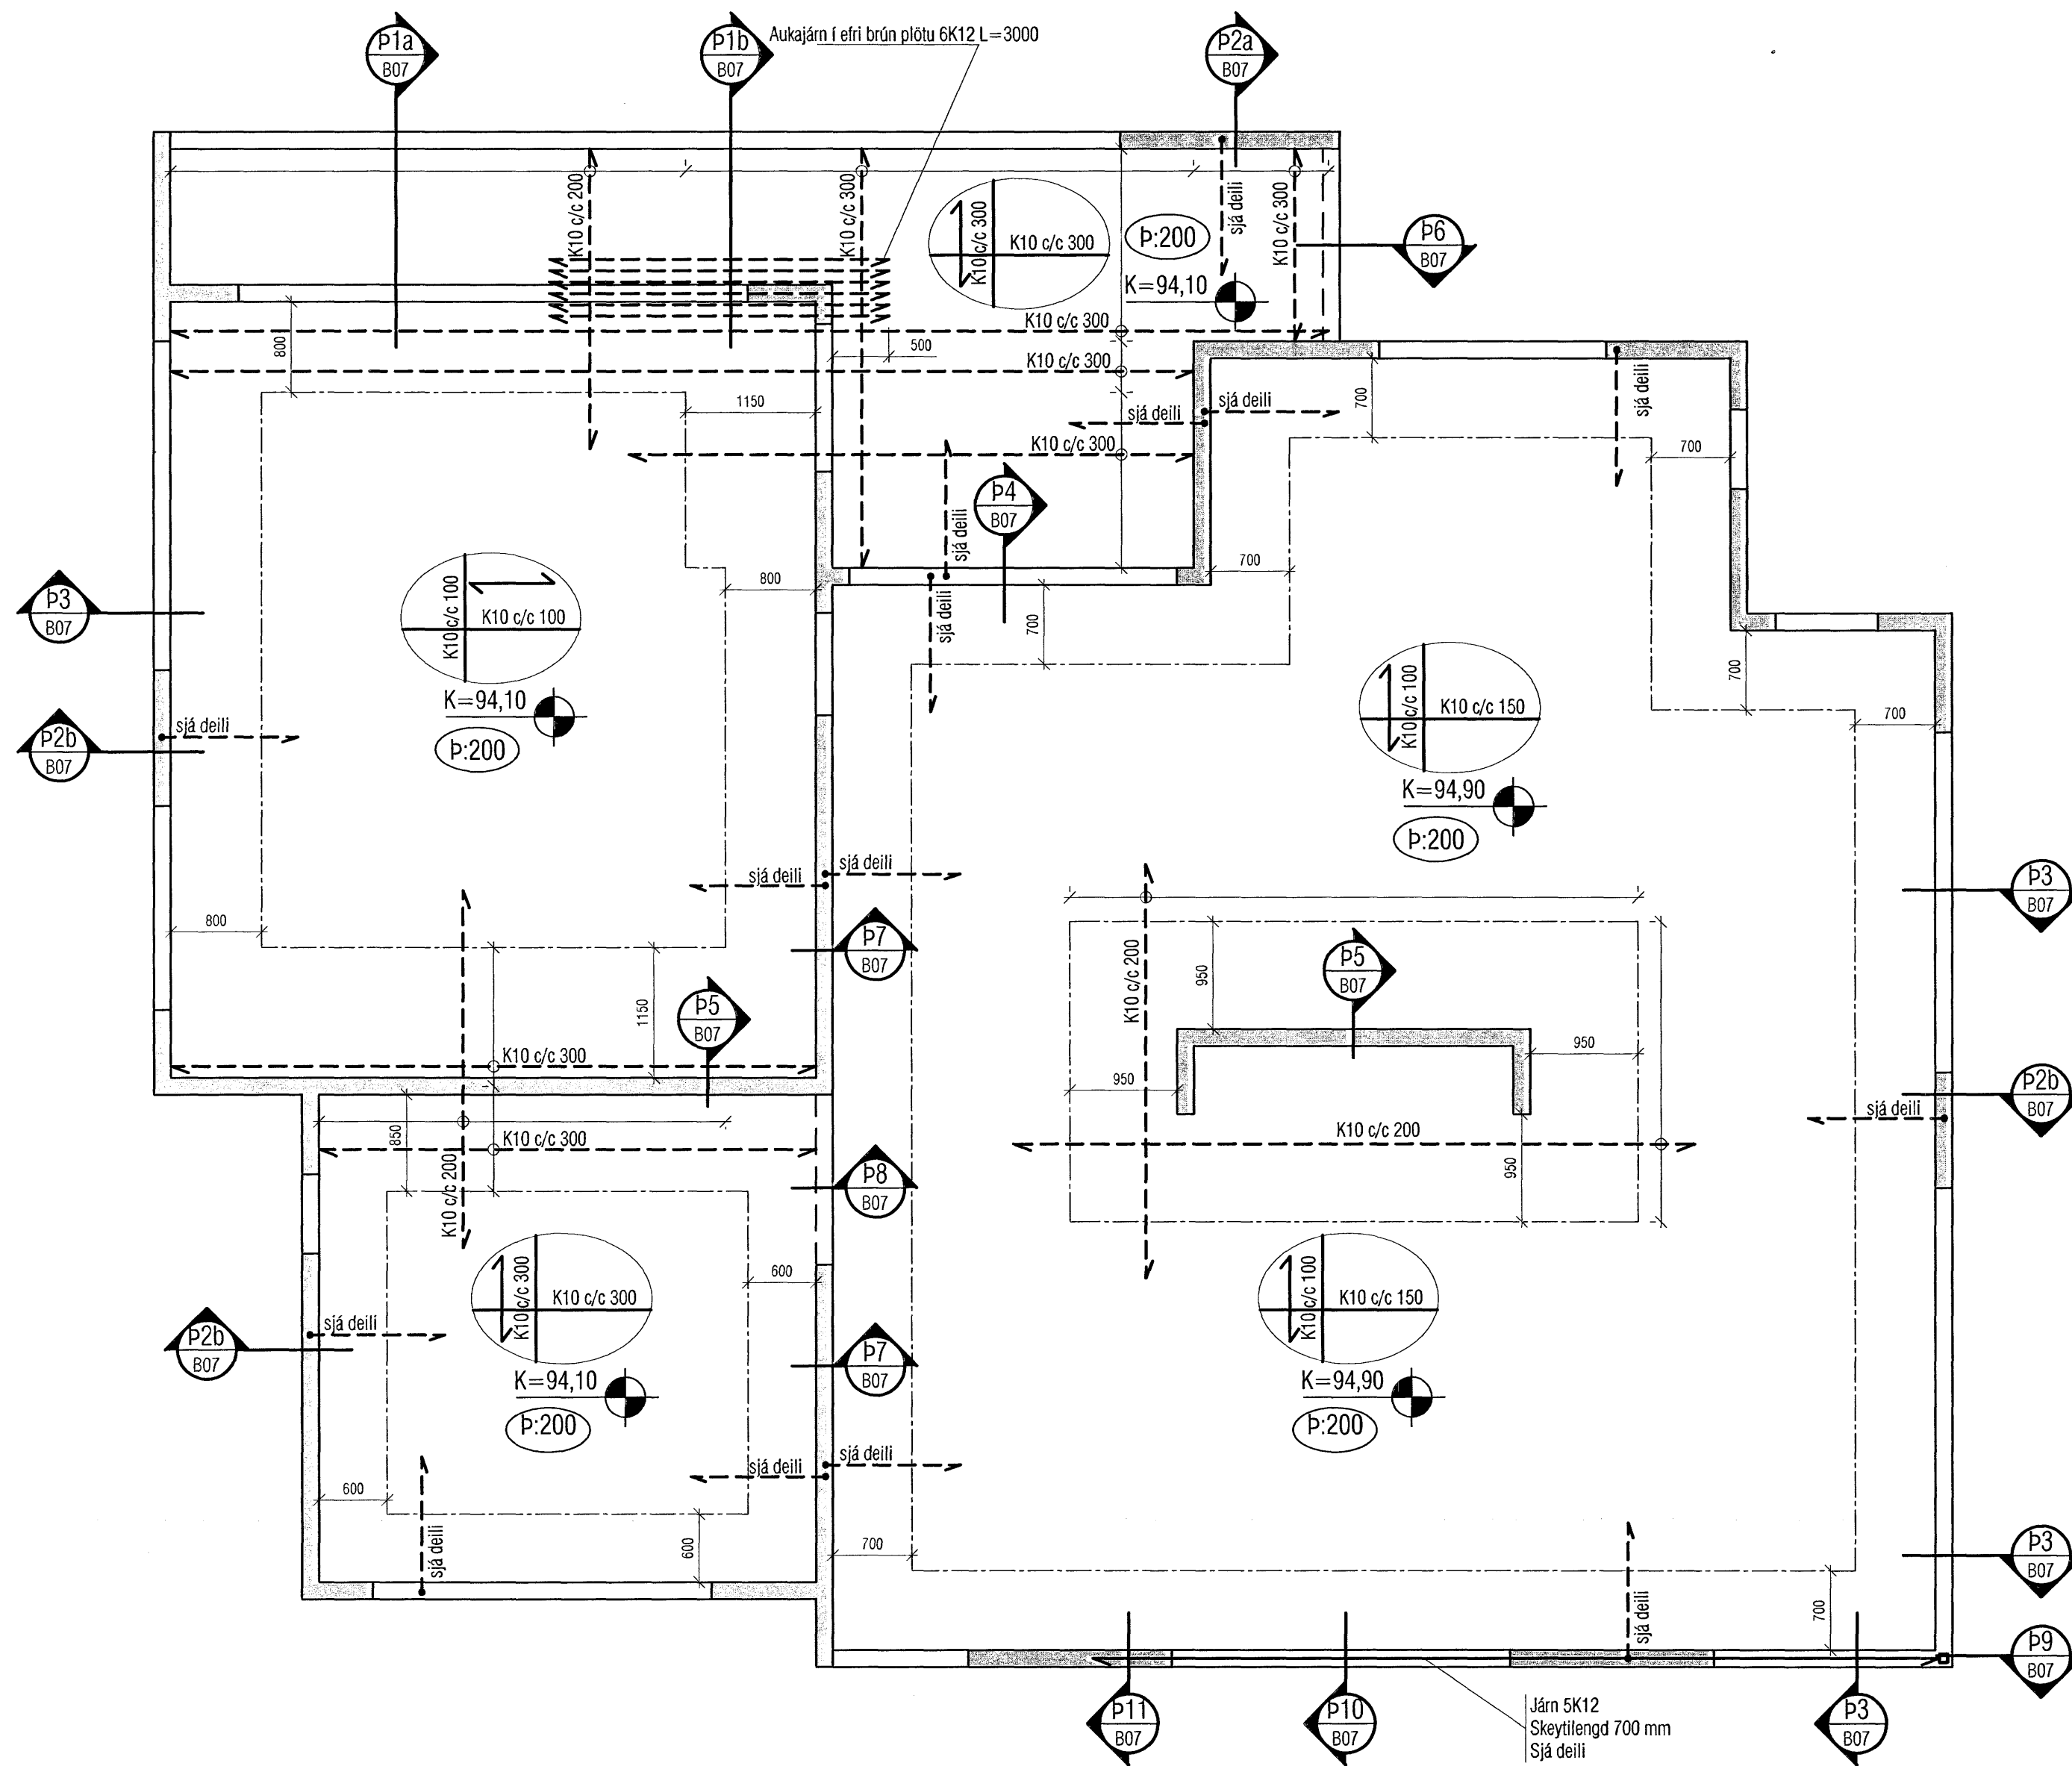 Þ1a
B07
Þ1b
B07
Aukajárn í efri brún plötu 6K12 L=3000
Þ2a
B07
K10 c/c 200
K10 c/c 300
K10 c/c 300
K10 c/c 300
Þ:200
K=94,10
sjá deili
K10 c/c 300
Þ6
B07
K10 c/c 300
800
500
K10 c/c 300
1150
sjá deili
sjá deili
700
sjá deili
K10 c/c 300
700
Þ4
B07
sjá deili
Þ3
B07
K10 c/c 100
K10 c/c 100
800
700
sjá deili
700
K10 c/c 100
K10 c/c 150
700
700
K=94,10
Þ:200
Þ2b
B07
sjá deili
K=94,90
Þ:200
sjá deili
sjá deili
Þ3
B07
800
Þ7
B07
K10 c/c 200
950
Þ5
B07
1150
Þ5
B07
K10 c/c 300
950
950
Þ2b
B07
sjá deili
850
K10 c/c 300
K10 c/c 200
K10 c/c 200
950
Þ8
B07
K10 c/c 300
K10 c/c 300
600
K10 c/c 100
K10 c/c 150
Þ2b
B07
sjá deili
Þ7
B07
K=94,10
Þ:200
K=94,90
Þ:200
sjá deili
sjá deili
600
sjá deili
600
700
Þ3
B07
700
sjá deili
Þ9
B07
Þ11
B07
Þ10
B07
Járn 5K12
Skeytilengd 700 mm
Sjá deili
Þ3
B07